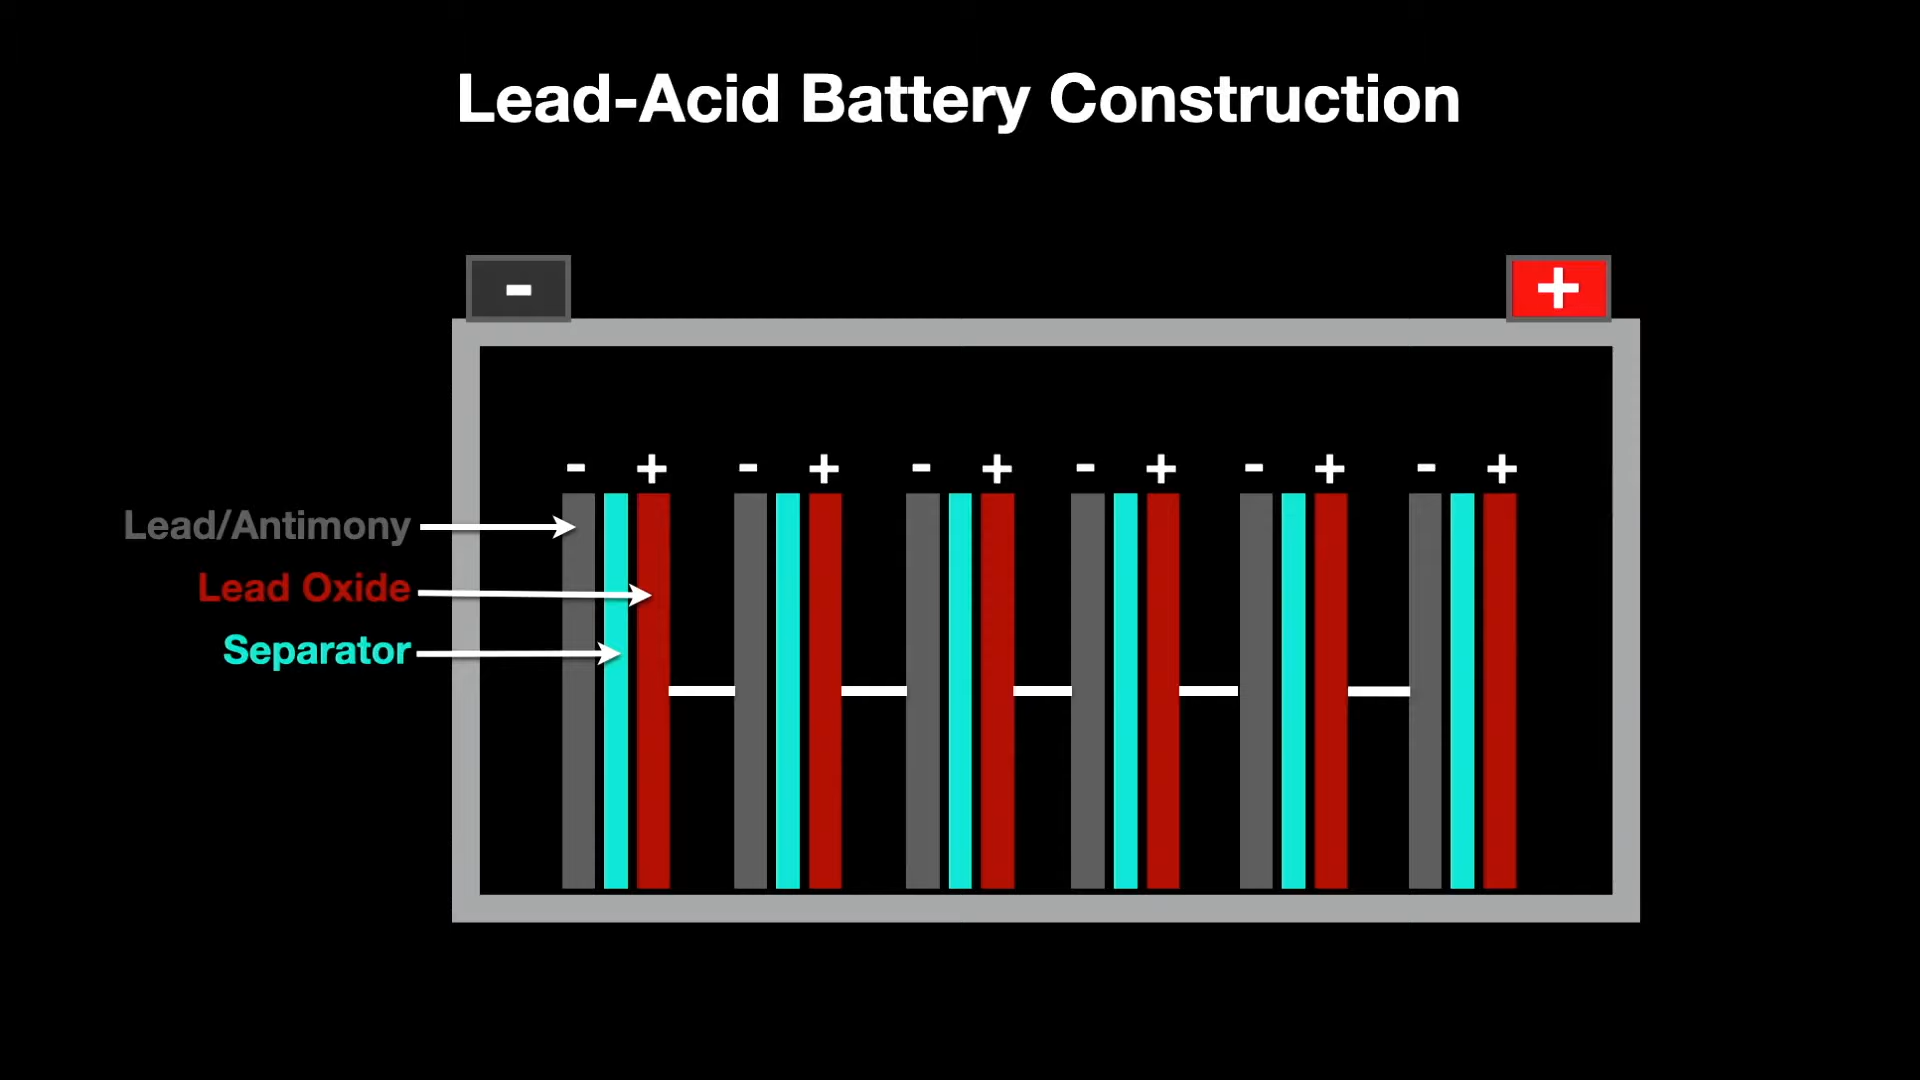 Lead-Acid Battery Construction
- +
- + - + - + - + - + - +
Lead/Antimony
Lead Oxide
Separator